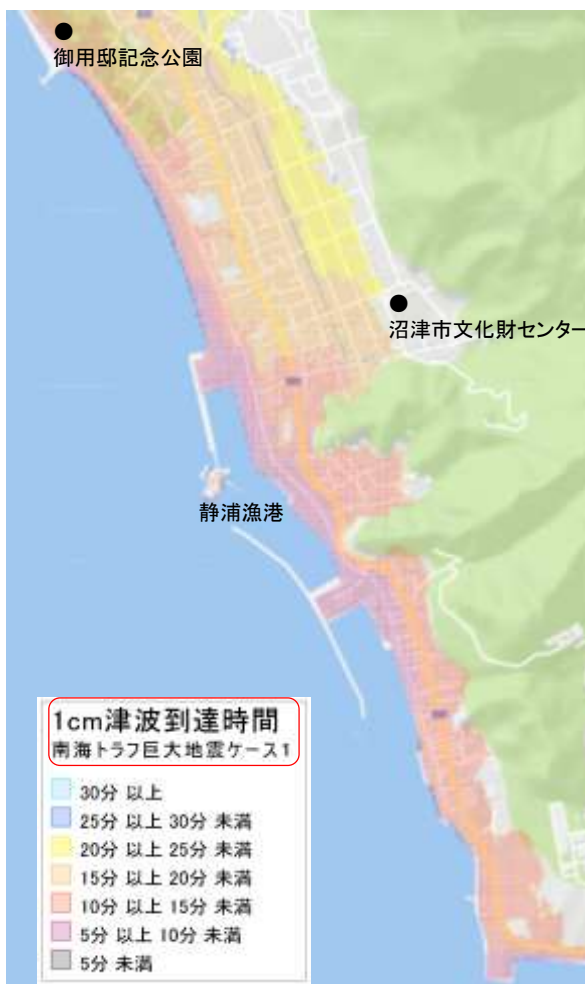 御用邸記念公園
沼津市文化財センター
静浦漁港
1cm津波到達時間
南海トラフ巨大地震ケース1
30分 以上
25分 以上 30分 未満
20分 以上 25分 未満
15分 以上 20分 未満
10分 以上 15分 未満
5分 以上 10分 未満
5分 未満